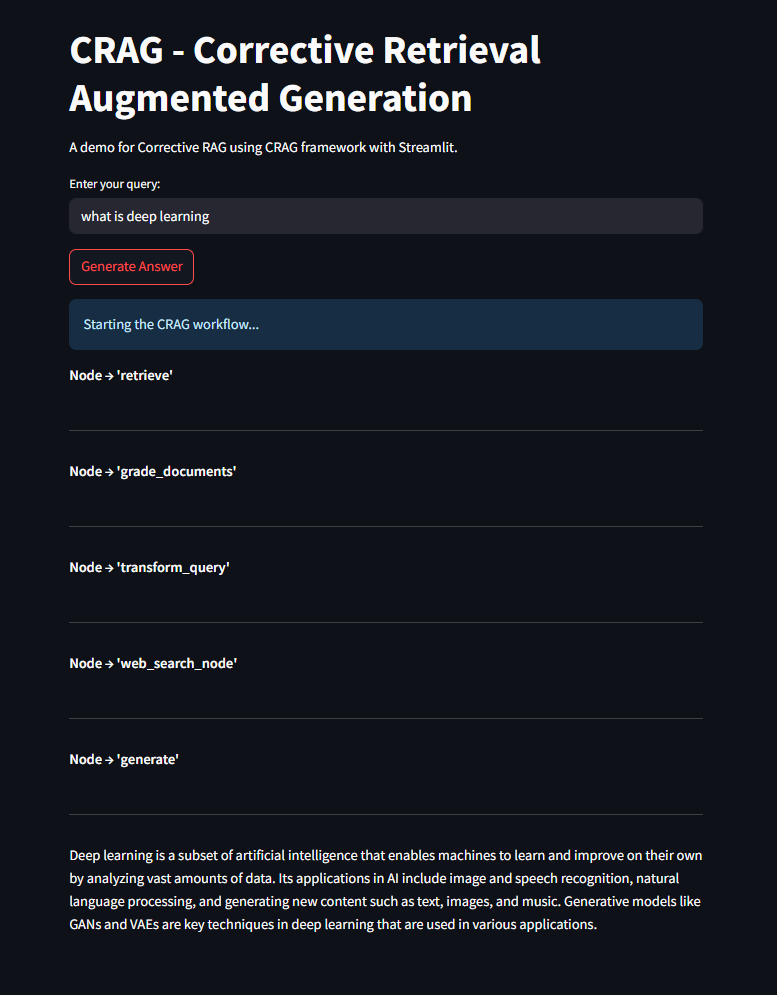 CRAG - Corrective Retrieval
Augmented Generation
A demo for Corrective RAG using CRAG framework with Streamlit.
Enter your query:
what is deep learning
Generate Answer
Starting the CRAG workflow...
Node → 'retrieve'
Node → 'grade_documents'
Node → 'transform_query'
Node → 'web_search_node'
Node → 'generate'
Deep learning is a subset of artificial intelligence that enables machines to learn and improve on their own
by analyzing vast amounts of data. Its applications in AI include image and speech recognition, natural
language processing, and generating new content such as text, images, and music. Generative models like
GANs and VAEs are key techniques in deep learning that are used in various applications.